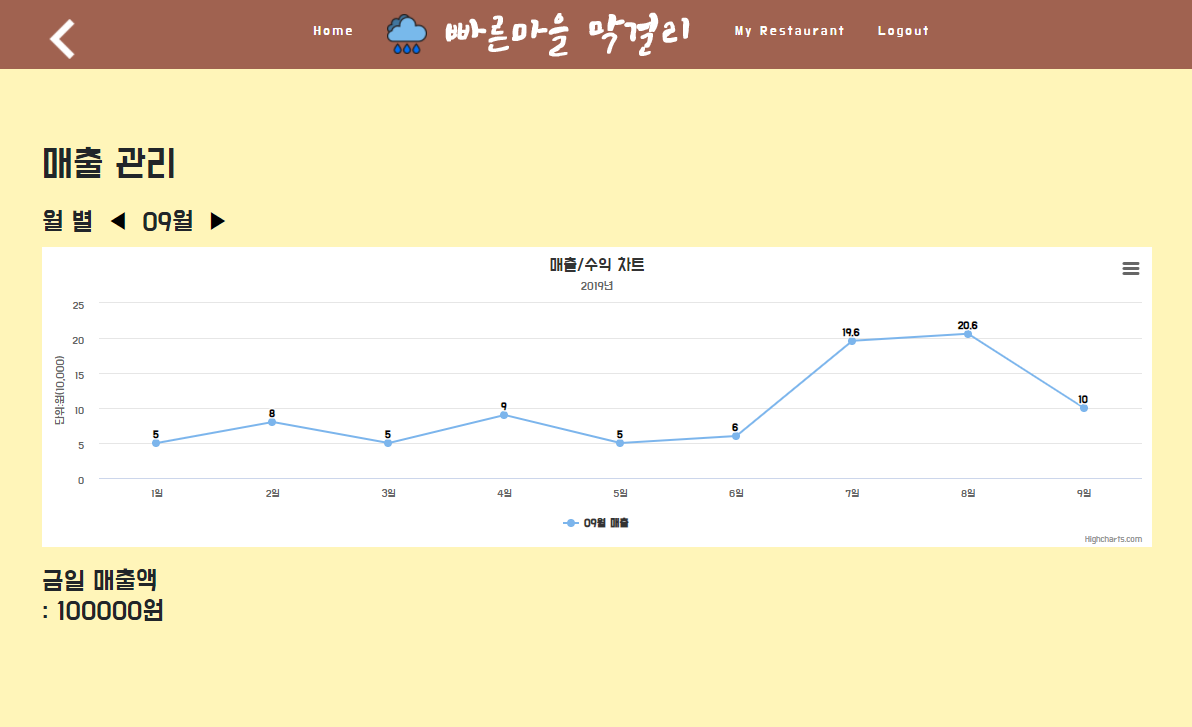 Home 빠른마을 막걸리 My Restaurant Logout
매출 관리
월 별 ◀ 09월 ▶
매출/수익 차트
2019년
단위:원(10,000)
25
20
15
10
5
0
5 8 5 9 5 6 19.6 20.6 10
1일 2일 3일 4일 5일 6일 7일 8일 9일
09월 매출
Highcharts.com
금일 매출액
: 100000원